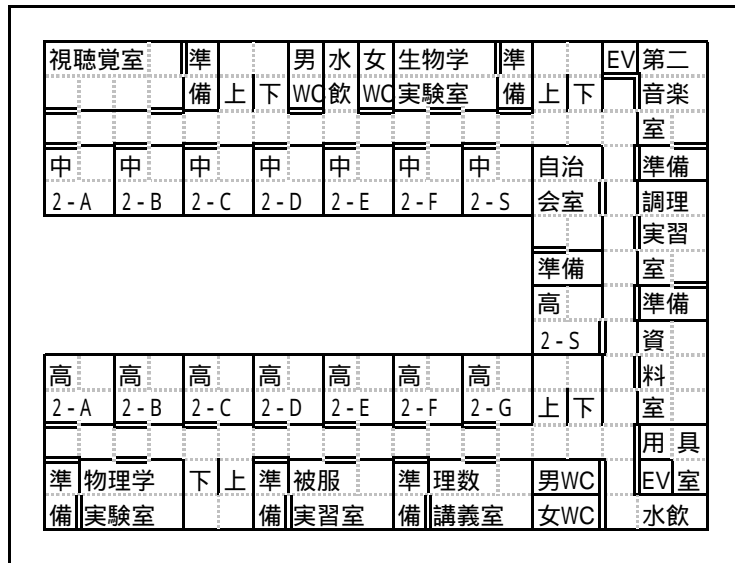 視聴覚室 準 男 水 女 生物学 準 EV 第二
備 上 下 WC 飲 WC 実験室 備 上 下 音楽
室
中 中 中 中 中 中 中 自治 準備
2-A 2-B 2-C 2-D 2-E 2-F 2-S 会室 調理
実習
準備 室
高 準備
2-S 資
高 高 高 高 高 高 高 料
2-A 2-B 2-C 2-D 2-E 2-F 2-G 上 下 室
用 具
準 物理学 下 上 準 被服 準 理数 男WC EV 室
備 実験室 備 実習室 備 講義室 女WC 水飲